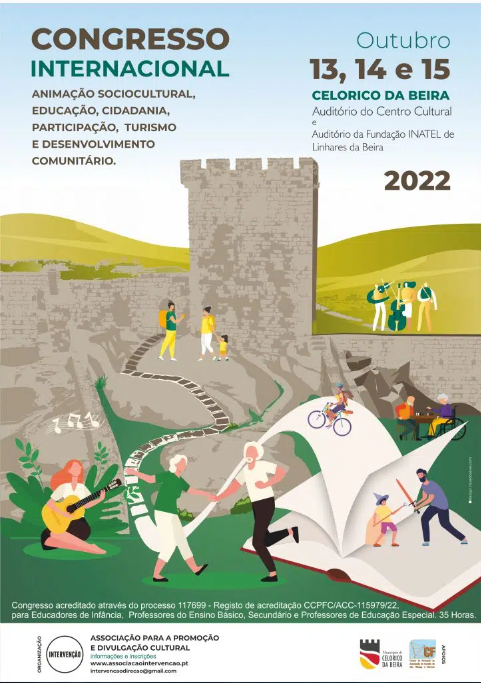 CONGRESSO
INTERNACIONAL
ANIMAÇÃO SOCIOCULTURAL,
EDUCAÇÃO, CIDADANIA,
PARTICIPAÇÃO, TURISMO
E DESENVOLVIMENTO
COMUNITÁRIO.
Outubro
13, 14 e 15
CELORICO DA BEIRA
Auditório do Centro Cultural
e
Auditório da Fundação INATEL de
Linhares da Beira
2022
Congresso acreditado através do processo 117699 - Registo de acreditação CCPFC/ACC-115979/22,
para Educadores de Infância, Professores do Ensino Básico, Secundário e Professores de Educação Especial. 35 Horas.
ORGANIZAÇÃO
INTERVENÇÃO
ASSOCIAÇÃO PARA A PROMOÇÃO
E DIVULGAÇÃO CULTURAL
informações e inscrições
www.associacaointervencao.pt
intervencaodirecao@gmail.com
CELORICO
DA BEIRA
CF
APOIOS